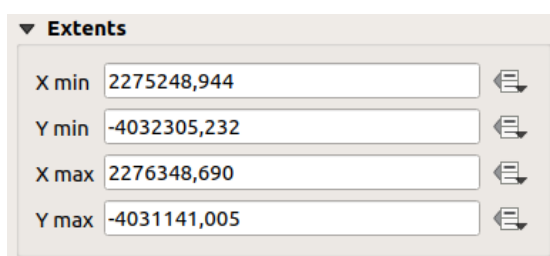 Extents
X min 2275248,944
Y min -4032305,232
X max 2276348,690
Y max -4031141,005